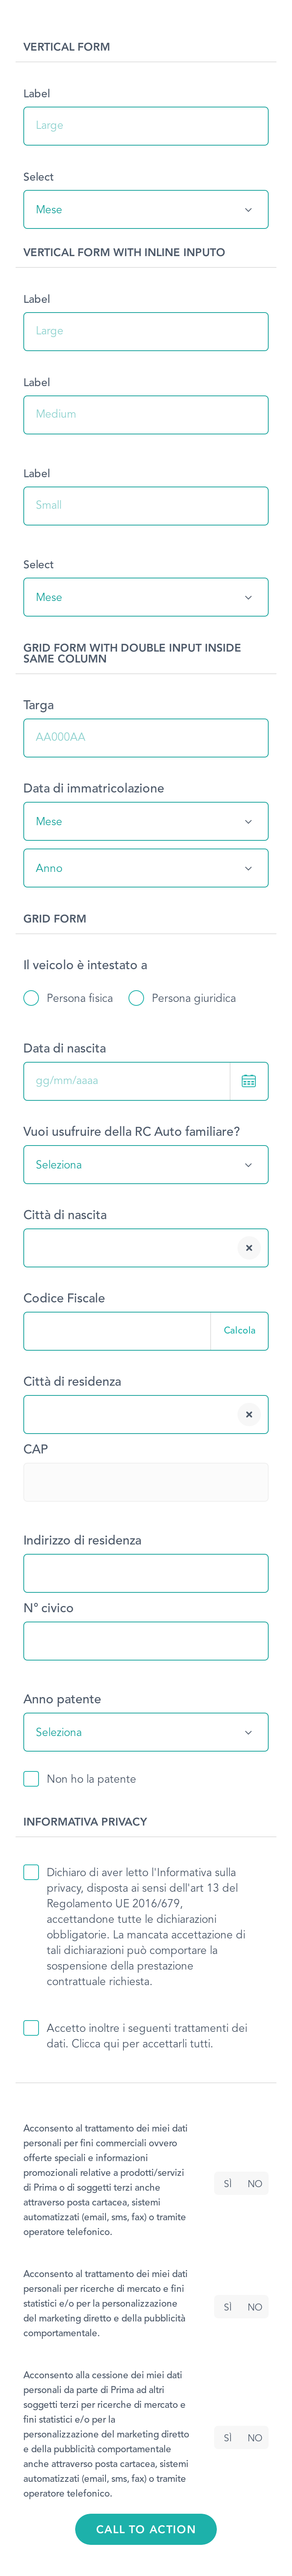 VERTICAL FORM
Label
Large
Select
Mese
VERTICAL FORM WITH INLINE INPUTO
Label
Large
Label
Medium
Label
Small
Select
Mese
GRID FORM WITH DOUBLE INPUT INSIDE
SAME COLUMN
Targa
AA000AA
Data di immatricolazione
Mese
Anno
GRID FORM
Il veicolo è intestato a
Persona fisica Persona giuridica
Data di nascita
gg/mm/aaaa
Vuoi usufruire della RC Auto familiare?
Seleziona
Città di nascita
Codice Fiscale
Calcola
Città di residenza
CAP
Indirizzo di residenza
N° civico
Anno patente
Seleziona
Non ho la patente
INFORMATIVA PRIVACY
Dichiaro di aver letto l'Informativa sulla
privacy, disposta ai sensi dell'art 13 del
Regolamento UE 2016/679,
accettandone tutte le dichiarazioni
obbligatorie. La mancata accettazione di
tali dichiarazioni può comportare la
sospensione della prestazione
contrattuale richiesta.
Accetto inoltre i seguenti trattamenti dei
dati. Clicca qui per accettarli tutti.
Acconsento al trattamento dei miei dati
personali per fini commerciali ovvero
offerte speciali e informazioni
promozionali relative a prodotti/servizi
di Prima o di soggetti terzi anche
attraverso posta cartacea, sistemi
automatizzati (email, sms, fax) o tramite
operatore telefonico.
SÌ NO
Acconsento al trattamento dei miei dati
personali per ricerche di mercato e fini
statistici e/o per la personalizzazione
del marketing diretto e della pubblicità
comportamentale.
SÌ NO
Acconsento alla cessione dei miei dati
personali da parte di Prima ad altri
soggetti terzi per ricerche di mercato e
fini statistici e/o per la
personalizzazione del marketing diretto
e della pubblicità comportamentale
anche attraverso posta cartacea, sistemi
automatizzati (email, sms, fax) o tramite
operatore telefonico.
SÌ NO
CALL TO ACTION